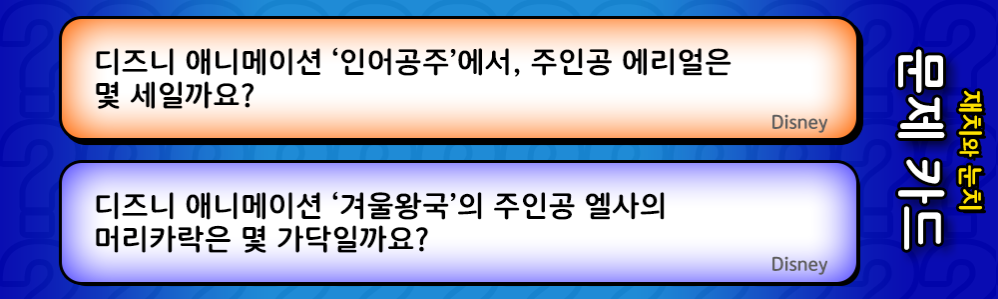 디즈니 애니메이션 ‘인어공주’에서, 주인공 에리얼은
몇 세일까요?
Disney
디즈니 애니메이션 ‘겨울왕국’의 주인공 엘사의
머리카락은 몇 가닥일까요?
Disney
재치와 눈치
문제 카드